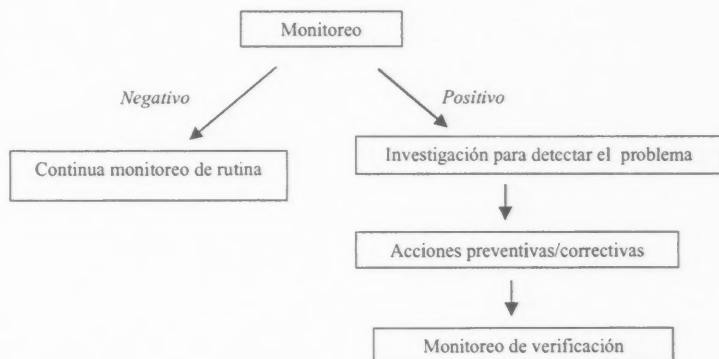 Monitoreo
Negativo
Positivo
Continua monitoreo de rutina
Investigación para detectar el problema
Acciones preventivas/correctivas
Monitoreo de verificación